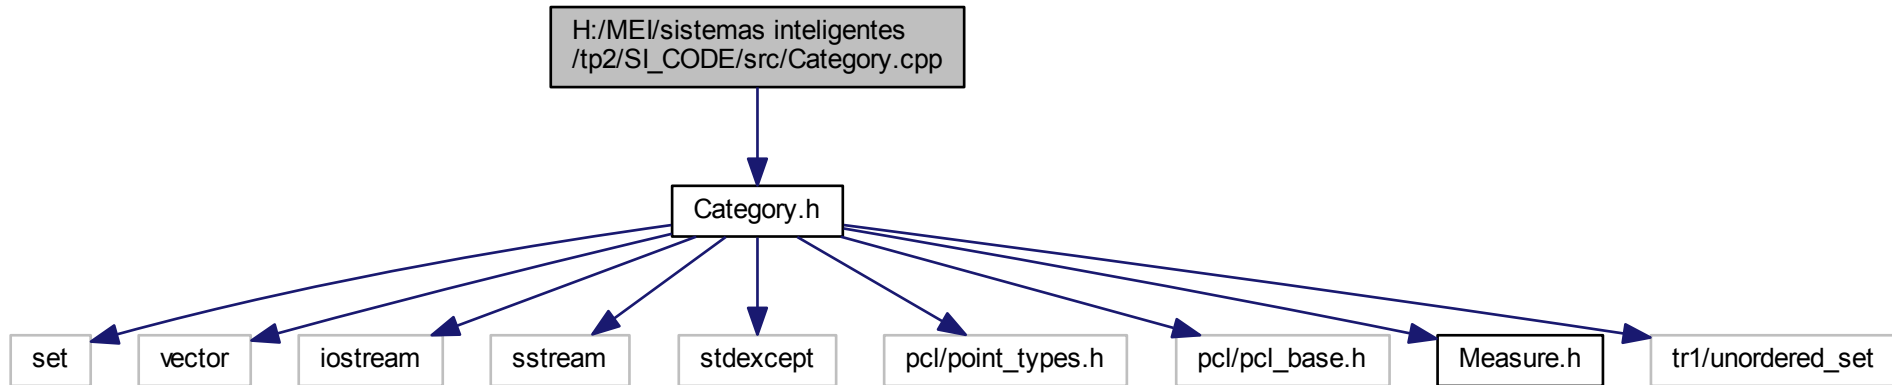 H:/MEI/sistemas inteligentes
/tp2/SI_CODE/src/Category.cpp
Category.h
set
vector
iostream
sstream
stdexcept
pcl/point_types.h
pcl/pcl_base.h
Measure.h
tr1/unordered_set